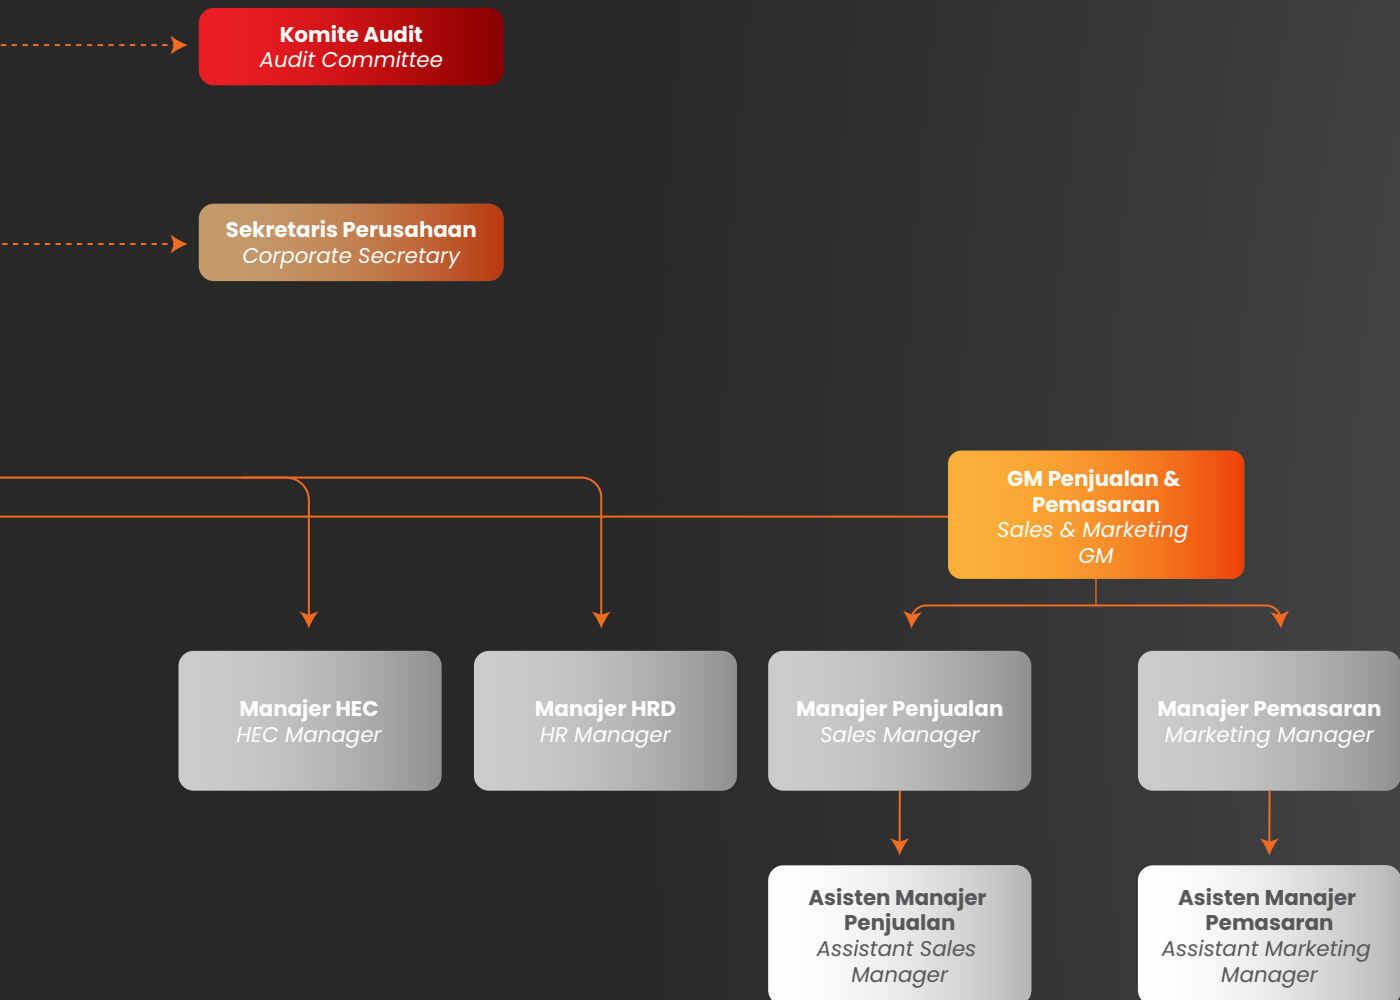 Komite Audit
Audit Committee
Sekretaris Perusahaan
Corporate Secretary
GM Penjualan &
Pemasaran
Sales & Marketing
GM
Manajer HEC
HEC Manager
Manajer HRD
HR Manager
Manajer Penjualan
Sales Manager
Manajer Pemasaran
Marketing Manager
Asisten Manajer
Penjualan
Assistant Sales
Manager
Asisten Manajer
Pemasaran
Assistant Marketing
Manager